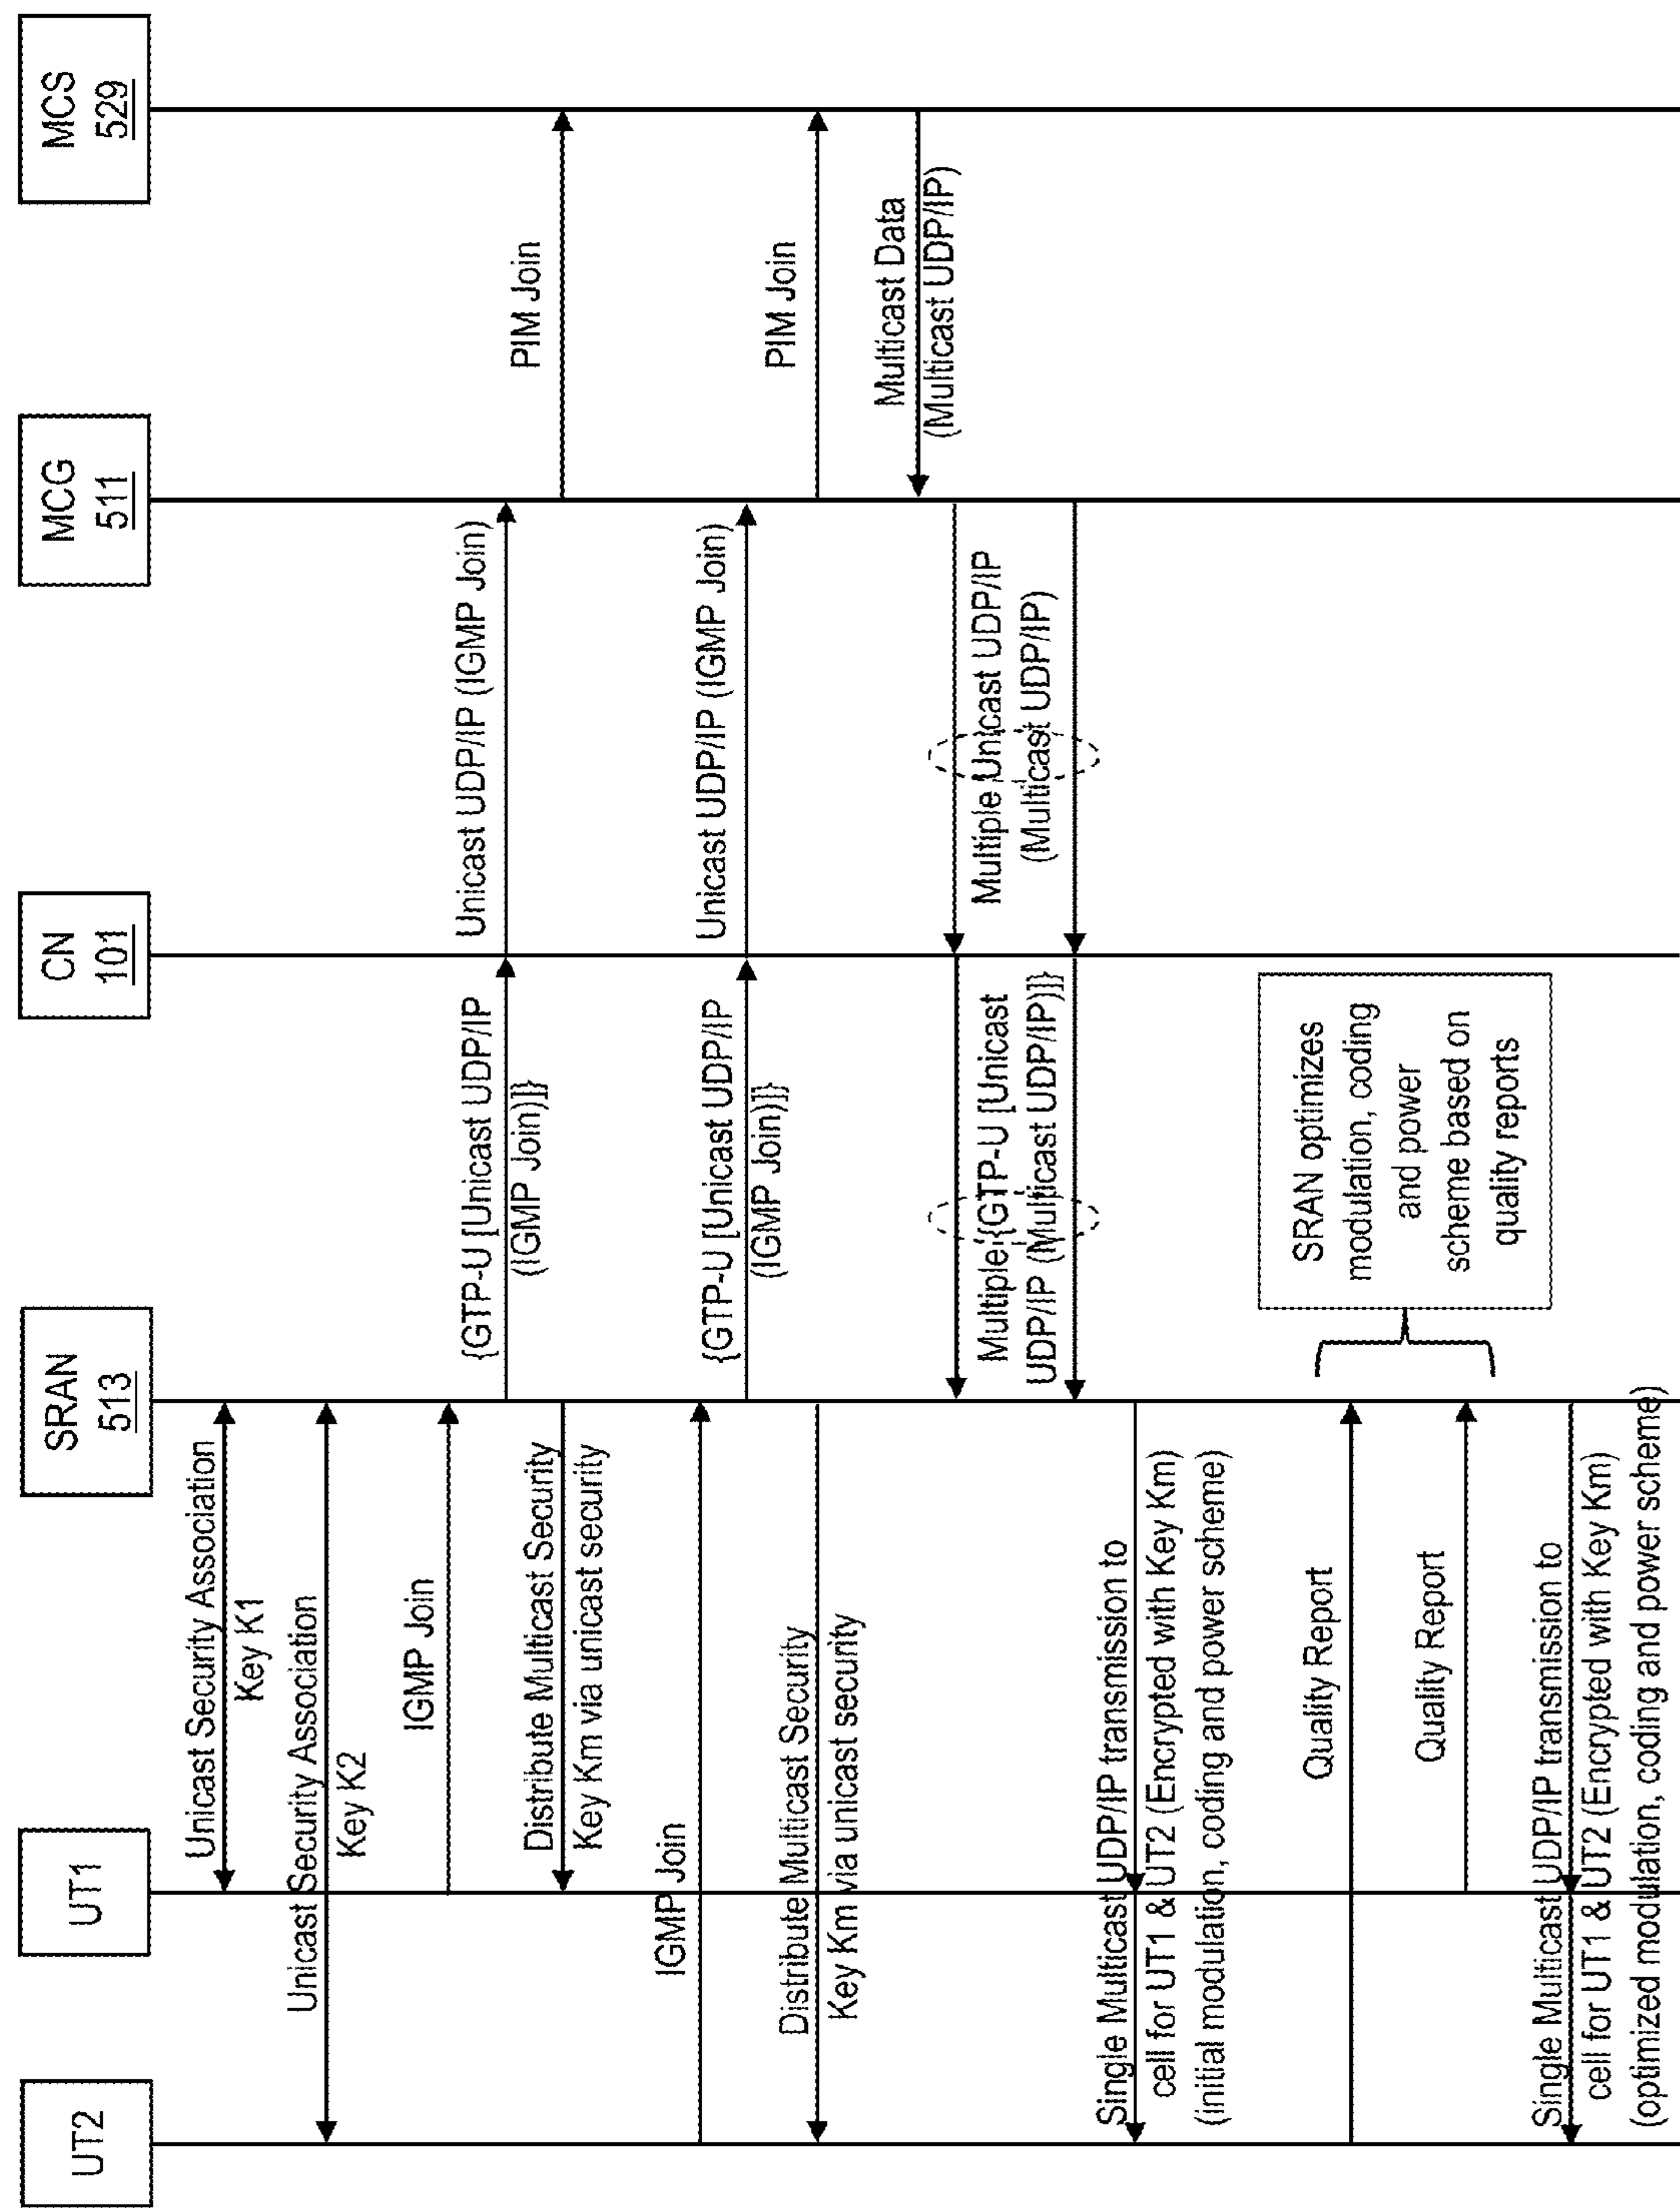 UT2
UT1
SRAN
513
CN
101
MCG
511
MCS
529
Unicast Security Association
Key K1
Unicast Security Association
Key K2
IGMP Join
{GTP-U [Unicast UDP/IP
(IGMP Join)]}
Unicast UDP/IP (IGMP Join)
Distribute Multicast Security
Key Km via unicast security
PIM Join
IGMP Join
{GTP-U [Unicast UDP/IP
(IGMP Join)]}
Unicast UDP/IP (IGMP Join)
Distribute Multicast Security
Key Km via unicast security
PIM Join
Multicast Data
(Multicast UDP/IP)
Multiple Unicast UDP/IP
(Multicast UDP/IP)
Multiple {GTP-U [Unicast
UDP/IP (Multicast UDP/IP)]}
Single Multicast UDP/IP transmission to
cell for UT1 & UT2 (Encrypted with Key Km)
(initial modulation, coding and power scheme)
Quality Report
Quality Report
SRAN optimizes
modulation, coding
and power
scheme based on
quality reports
Single Multicast UDP/IP transmission to
cell for UT1 & UT2 (Encrypted with Key Km)
(optimized modulation, coding and power scheme)